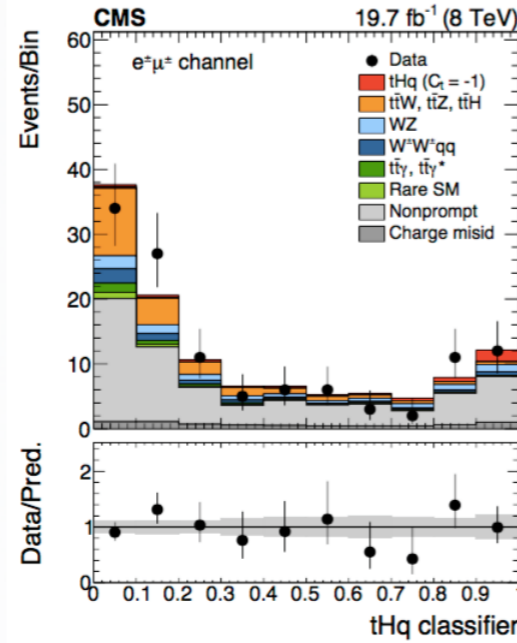 CMS 19.7 fb⁻¹ (8 TeV)
Events/Bin
60
50
40
30
20
10
0
e±μ± channel
Data
tHq (Cₜ = -1)
tt̄W, tt̄Z, tt̄H
WZ
W±W±qq
tt̄γ, tt̄γ*
Rare SM
Nonprompt
Charge misid
Data/Pred.
2
1
0
0 0.1 0.2 0.3 0.4 0.5 0.6 0.7 0.8 0.9
tHq classifier